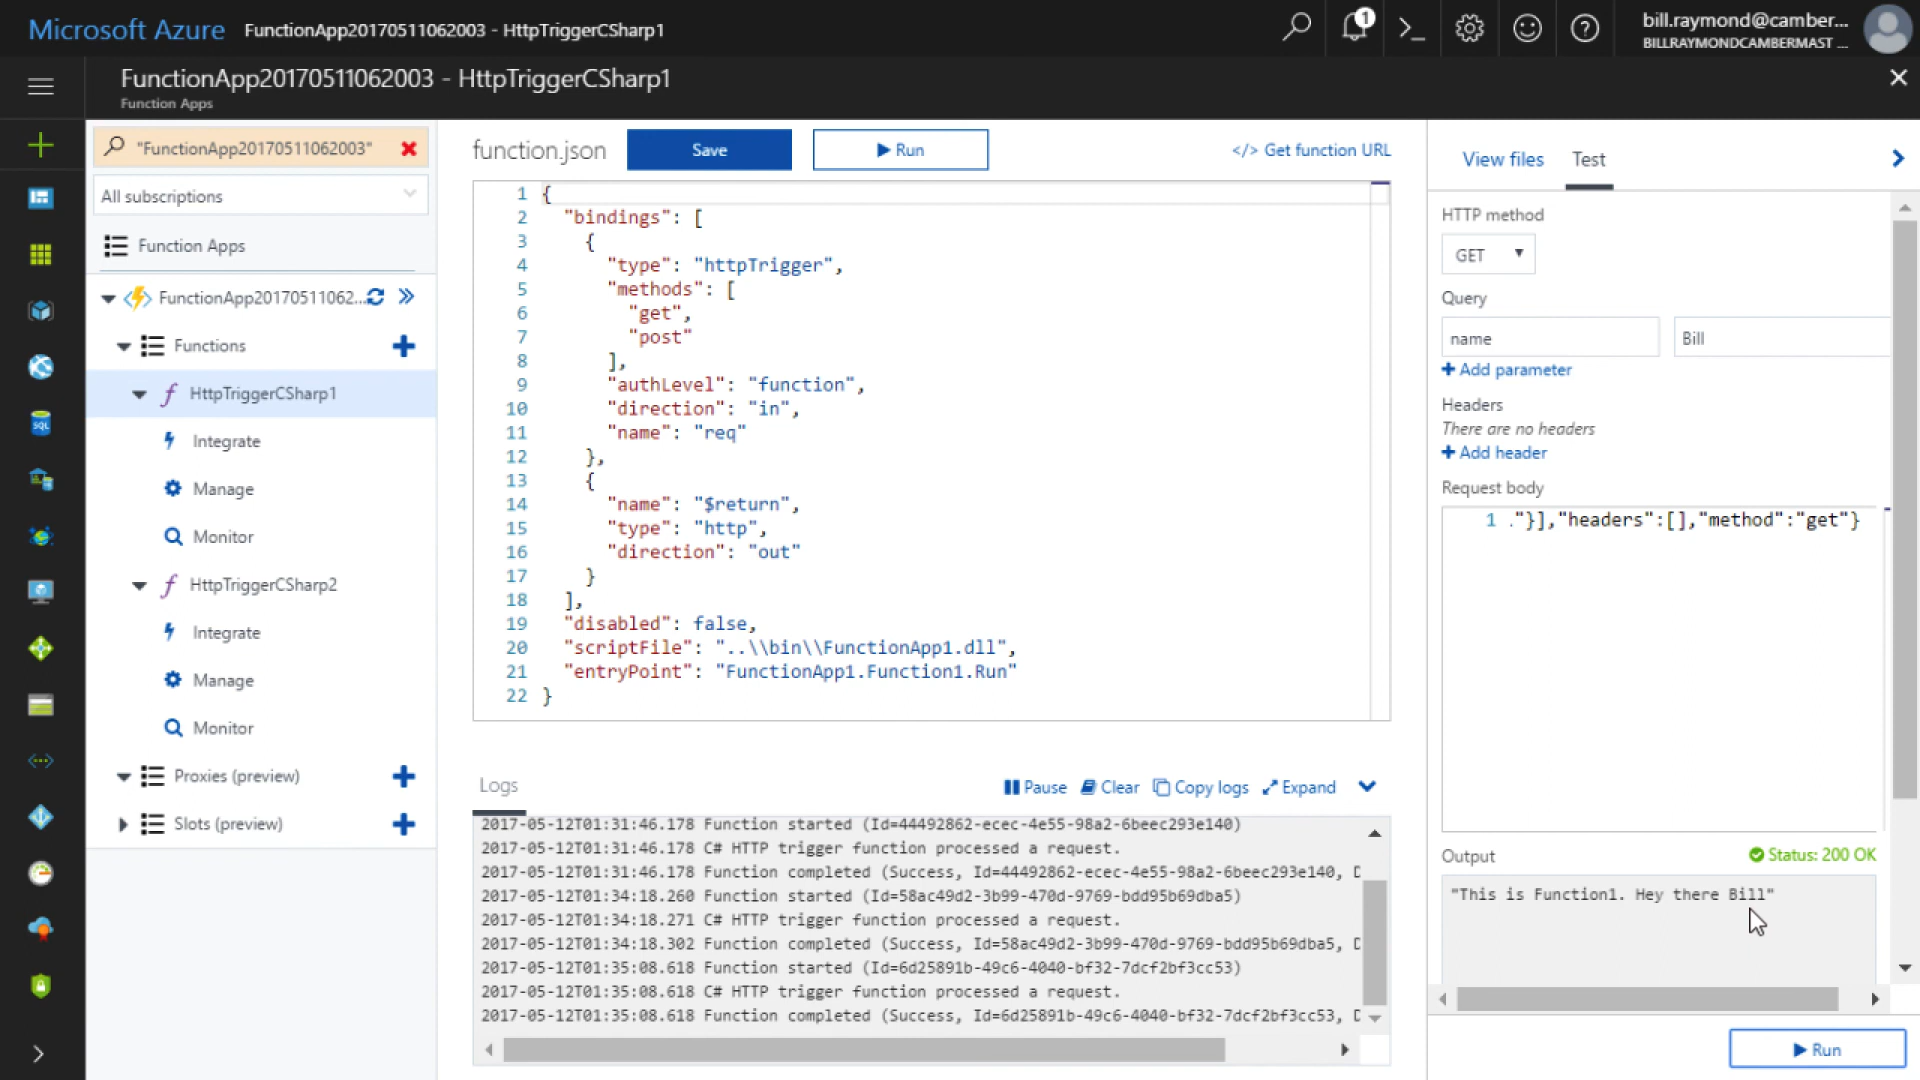 Microsoft Azure FunctionApp20170511062003 - HttpTriggerCSharp1
1
bill.raymond@camber...
BILLRAYMONDCAMBERMAST ...
FunctionApp20170511062003 - HttpTriggerCSharp1
Function Apps
"FunctionApp20170511062003"
All subscriptions
Function Apps
FunctionApp2017051106​2...
Functions
HttpTriggerCSharp1
Integrate
Manage
Monitor
HttpTriggerCSharp2
Integrate
Manage
Monitor
Proxies (preview)
Slots (preview)
function.json
Save
Run
</> Get function URL
1 {
2 "bindings": [
3 {
4 "type": "httpTrigger",
5 "methods": [
6 "get",
7 "post"
8 ],
9 "authLevel": "function",
10 "direction": "in",
11 "name": "req"
12 },
13 {
14 "name": "$return",
15 "type": "http",
16 "direction": "out"
17 }
18 ],
19 "disabled": false,
20 "scriptFile": "..\\bin\\FunctionApp1.dll",
21 "entryPoint": "FunctionApp1.Function1.Run"
22 }
Logs
Pause Clear Copy logs Expand
2017-05-12T01:31:46.178 Function started (Id=44492862-ecec-4e55-98a2-6beec293e140)
2017-05-12T01:31:46.178 C# HTTP trigger function processed a request.
2017-05-12T01:31:46.178 Function completed (Success, Id=44492862-ecec-4e55-98a2-6beec293e140, D
2017-05-12T01:34:18.260 Function started (Id=58ac49d2-3b99-470d-9769-bdd95b69dba5)
2017-05-12T01:34:18.271 C# HTTP trigger function processed a request.
2017-05-12T01:34:18.302 Function completed (Success, Id=58ac49d2-3b99-470d-9769-bdd95b69dba5, D
2017-05-12T01:35:08.618 Function started (Id=6d25891b-49c6-4040-bf32-7dcf2bf3cc53)
2017-05-12T01:35:08.618 C# HTTP trigger function processed a request.
2017-05-12T01:35:08.618 Function completed (Success, Id=6d25891b-49c6-4040-bf32-7dcf2bf3cc53, D
View files Test
HTTP method
GET
Query
name Bill
Add parameter
Headers
There are no headers
Add header
Request body
1 ."}],"headers":[],"method":"get"}
Output Status: 200 OK
"This is Function1. Hey there Bill"
Run